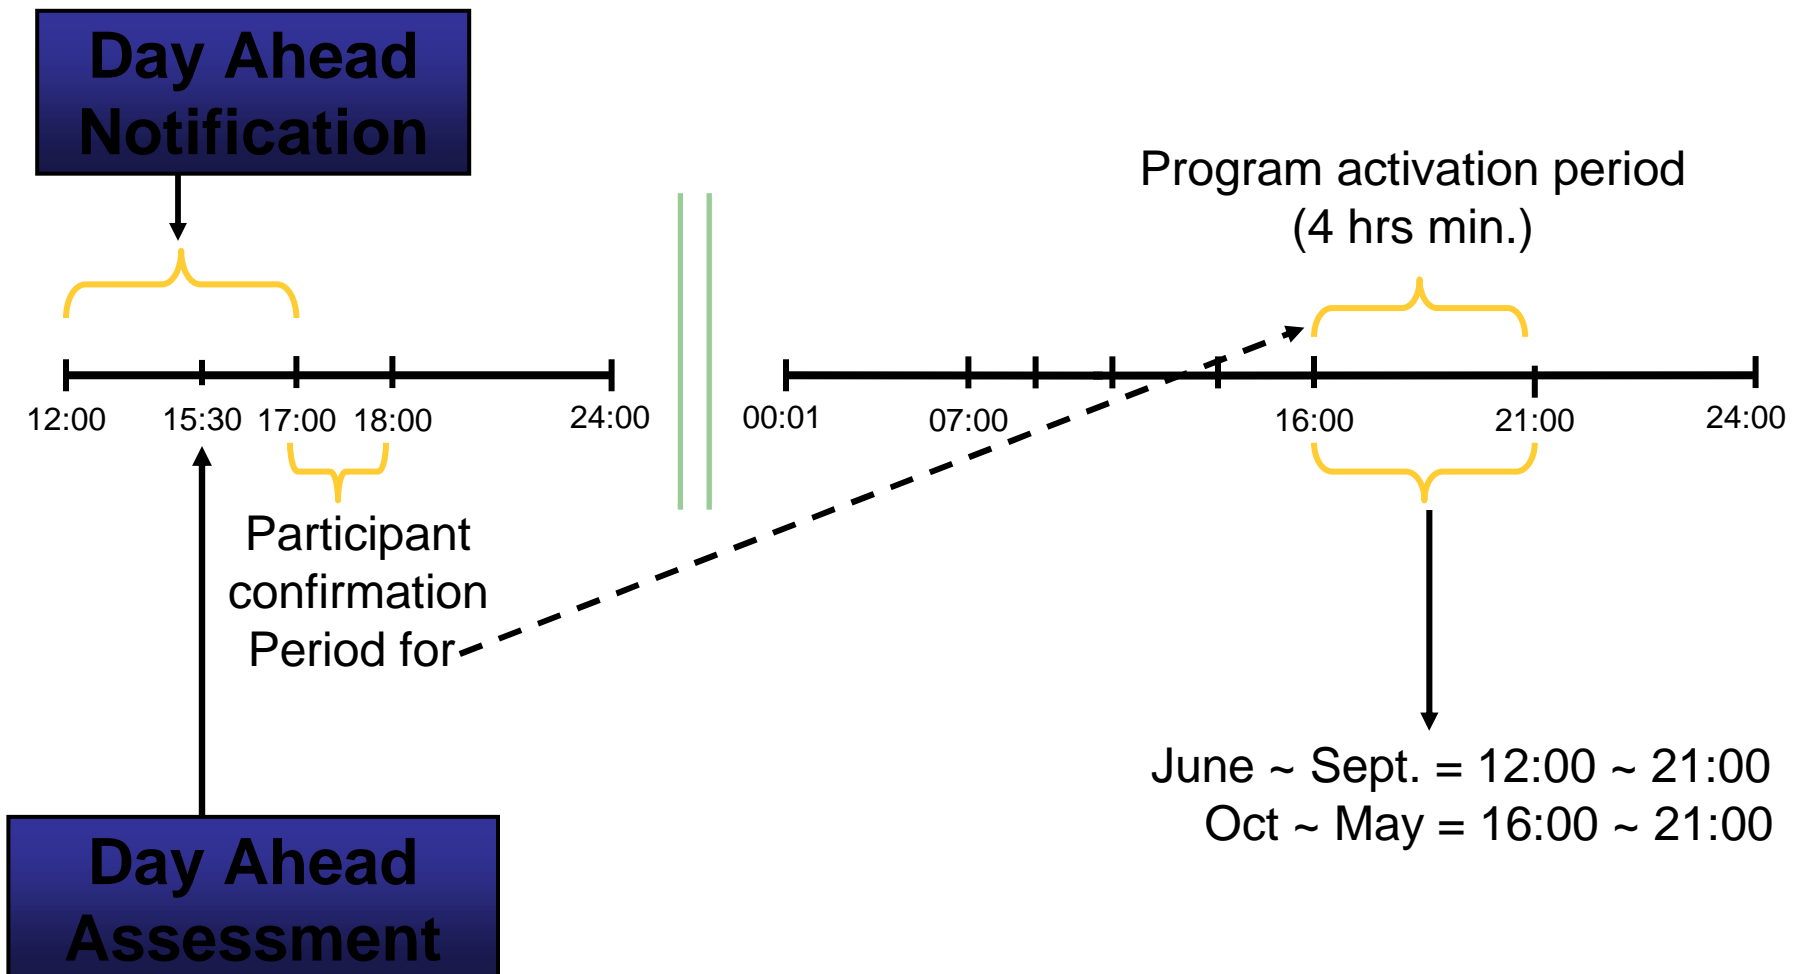 Day Ahead
Notification
Program activation period
(4 hrs min.)
12:00
15:30
17:00
18:00
24:00
00:01
07:00
16:00
21:00
24:00
Participant
confirmation
Period for
June ~ Sept. = 12:00 ~ 21:00
Oct ~ May = 16:00 ~ 21:00
Day Ahead
Assessment